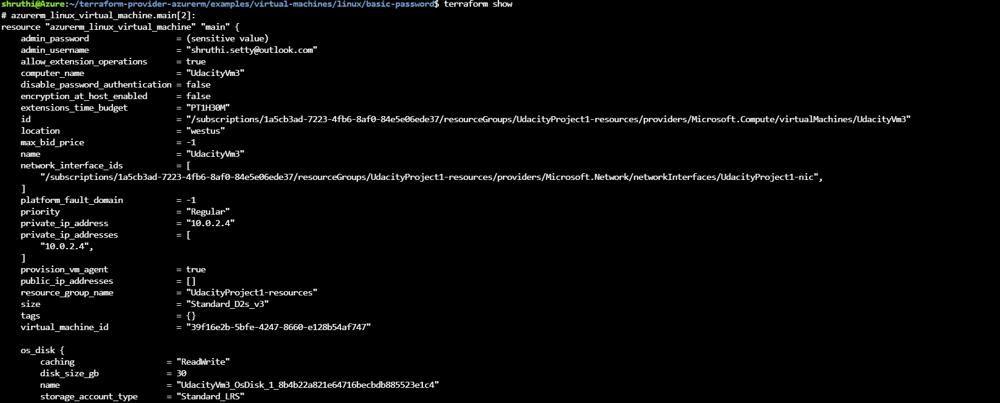 shruthi@Azure:~/terraform-provider-azurerm/examples/virtual-machines/linux/basic-password$ terraform show
# azurerm_linux_virtual_machine.main[2]:
resource "azurerm_linux_virtual_machine" "main" {
    admin_password                  = (sensitive value)
    admin_username                  = "shruthi.setty@outlook.com"
    allow_extension_operations      = true
    computer_name                   = "UdacityVm3"
    disable_password_authentication = false
    encryption_at_host_enabled      = false
    extensions_time_budget          = "PT1H30M"
    id                              = "/subscriptions/1a5cb3ad-7223-4fb6-8af0-84e5e06ede37/resourceGroups/UdacityProject1-resources/providers/Microsoft.Compute/virtualMachines/UdacityVm3"
    location                        = "westus"
    max_bid_price                   = -1
    name                            = "UdacityVm3"
    network_interface_ids           = [
        "/subscriptions/1a5cb3ad-7223-4fb6-8af0-84e5e06ede37/resourceGroups/UdacityProject1-resources/providers/Microsoft.Network/networkInterfaces/UdacityProject1-nic",
    ]
    platform_fault_domain           = -1
    priority                        = "Regular"
    private_ip_address              = "10.0.2.4"
    private_ip_addresses            = [
        "10.0.2.4",
    ]
    provision_vm_agent              = true
    public_ip_addresses             = []
    resource_group_name             = "UdacityProject1-resources"
    size                            = "Standard_D2s_v3"
    tags                            = {}
    virtual_machine_id              = "39f16e2b-5bfe-4247-8660-e128b54af747"

    os_disk {
        caching                   = "ReadWrite"
        disk_size_gb              = 30
        name                      = "UdacityVm3_OsDisk_1_8b4b22a821e64716becbdb885523e1c4"
        storage_account_type      = "Standard_LRS"